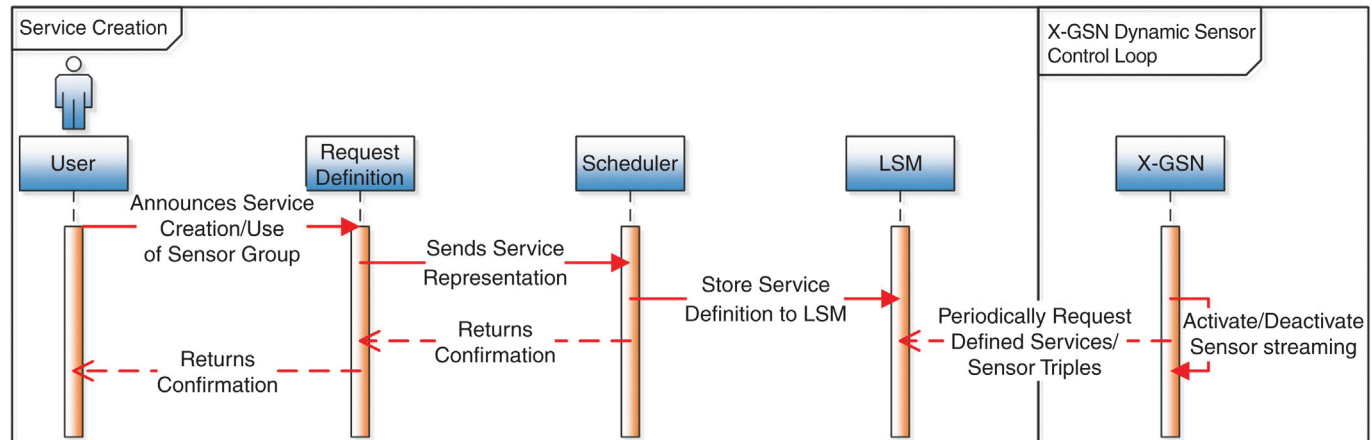 Service Creation
X-GSN Dynamic Sensor
Control Loop
User
Request
Definition
Scheduler
LSM
X-GSN
Announces Service
Creation/Use
of Sensor Group
Sends Service
Representation
Store Service
Definition to LSM
Periodically Request
Defined Services/
Sensor Triples
Activate/Deactivate
Sensor streaming
Returns
Confirmation
Returns
Confirmation